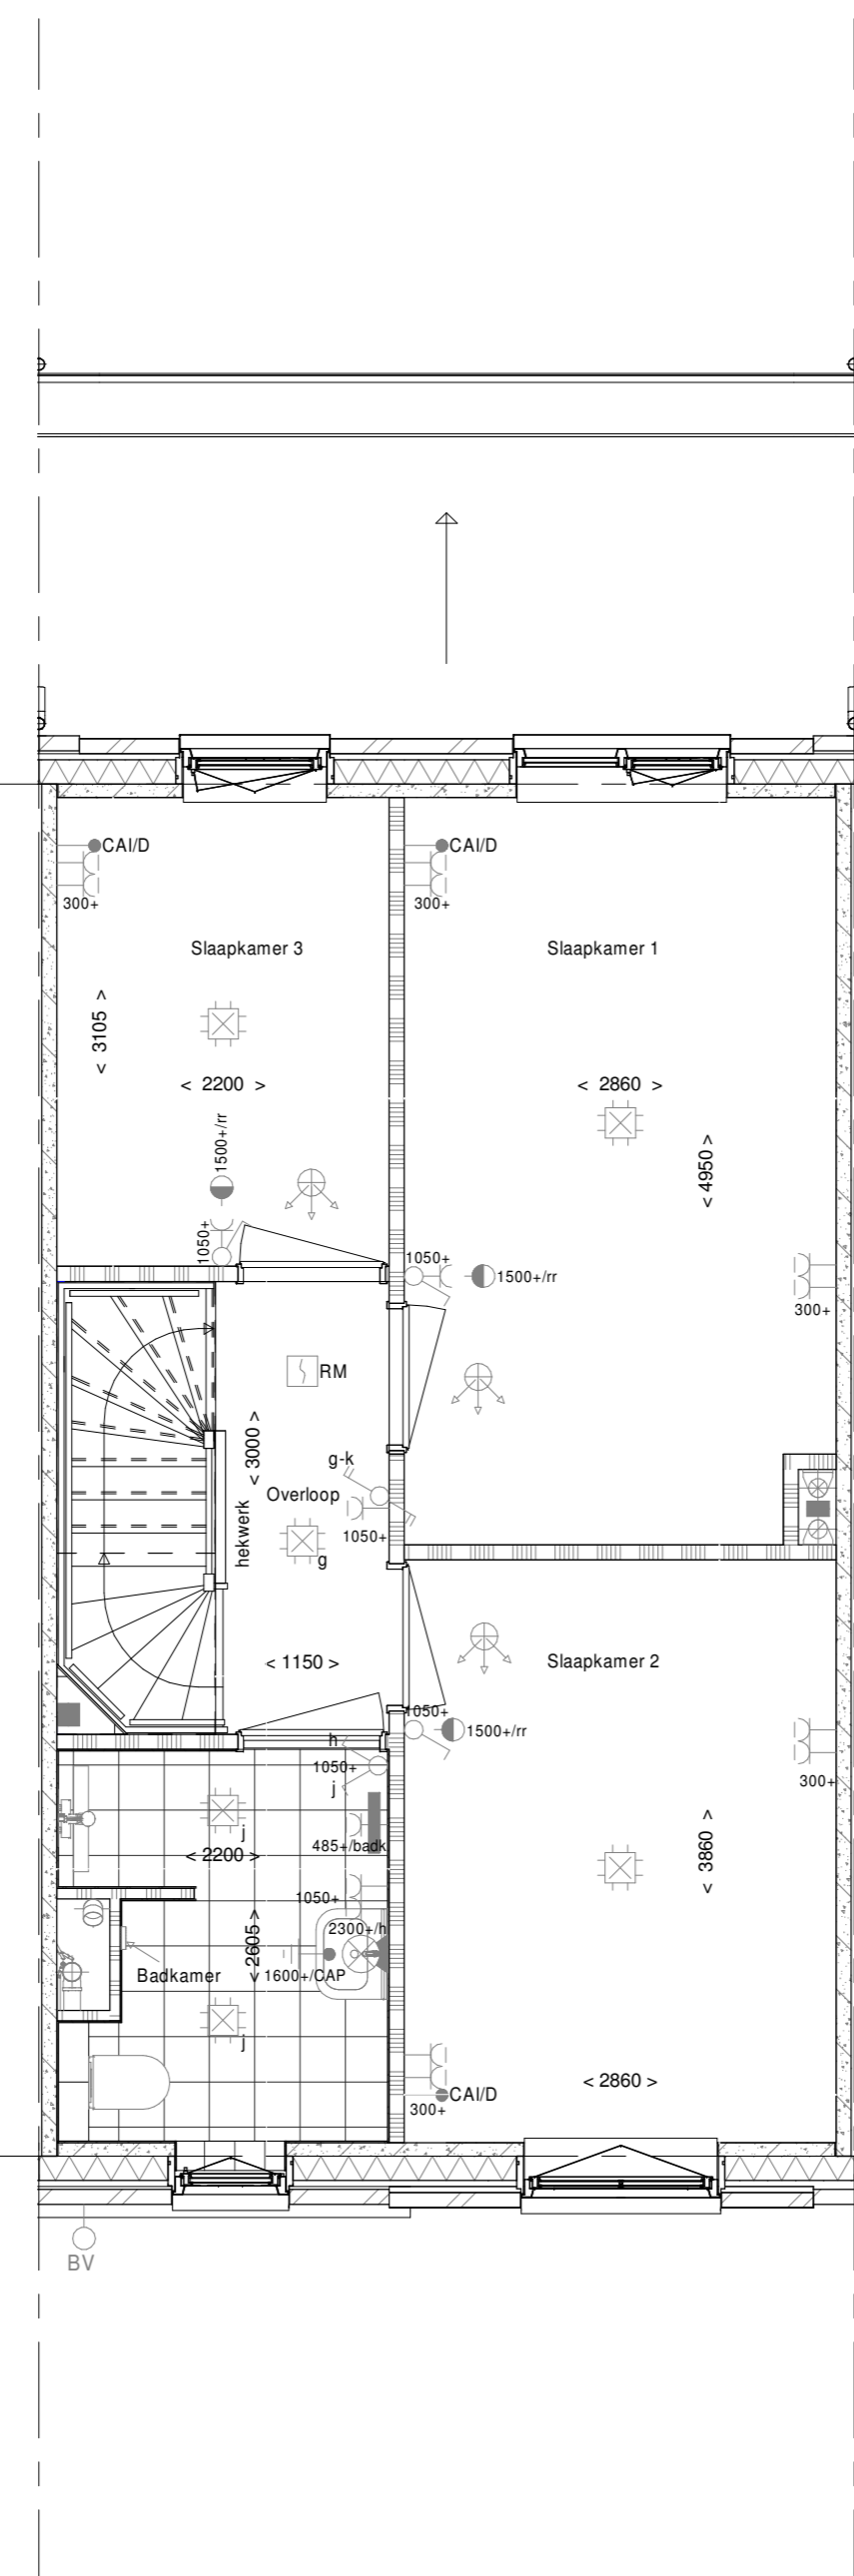 CAI/D
CAI/D
300+
300+
Slaapkamer 3
Slaapkamer 1
< 3105 >
< 2200 >
< 2860 >
1500+/rr
< 4950 >
1050+
1050+
1500+/rr
300+
RM
< 3000 >
g-k
Overloop
hekwerk
1050+
g
< 1150 >
Slaapkamer 2
1050+
1500+/rr
h
1050+
j
300+
j
485+/badk
< 2200 >
< 3860 >
1050+
2300+/h
< 2605 >
Badkamer
1600+/CAP
j
< 2860 >
CAI/D
300+
BV